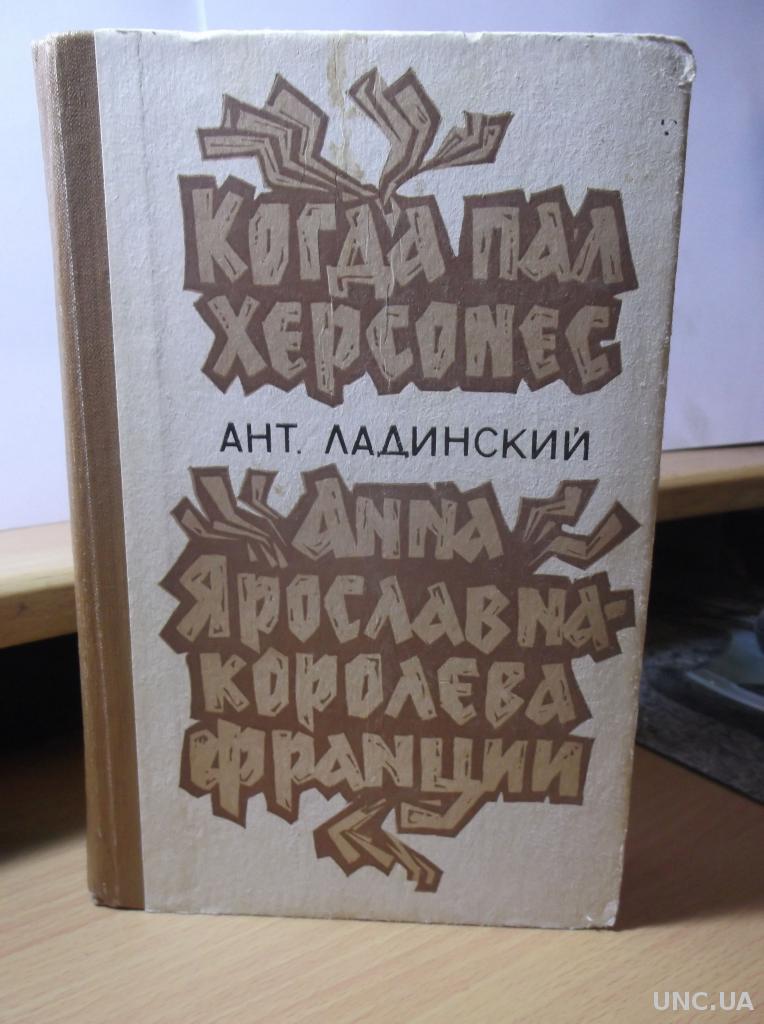 КОГДА ПАЛ
ХЕРСОНЕС
АНТ. ЛАДИНСКИЙ
АННА
ЯРОСЛАВНА-
КОРОЛЕВА
ФРАНЦИИ
UNC.UA